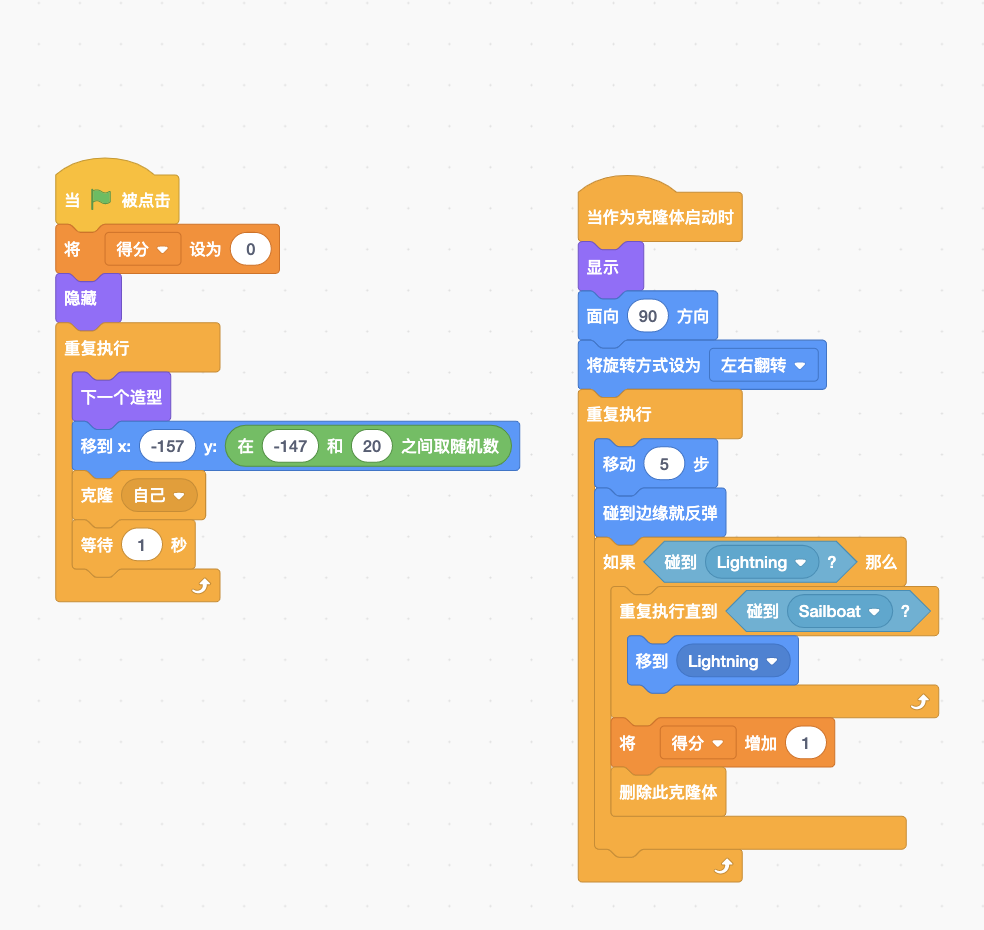 当 被点击
将 得分 设为 0
隐藏
重复执行
下一个造型
移到 x: -157 y: 在 -147 和 20 之间取随机数
克隆 自己
等待 1 秒
当作为克隆体启动时
显示
面向 90 方向
将旋转方式设为 左右翻转
重复执行
移动 5 步
碰到边缘就反弹
如果 碰到 Lightning ? 那么
重复执行直到 碰到 Sailboat ?
移到 Lightning
将 得分 增加 1
删除此克隆体